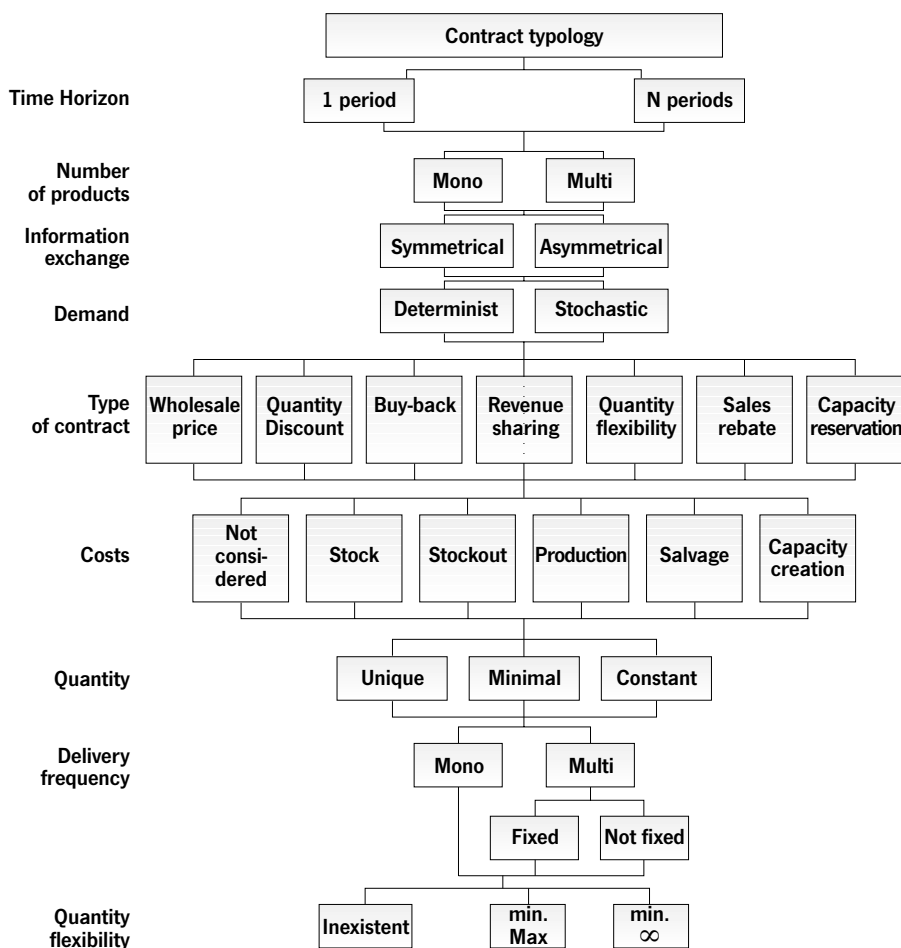 Contract typology
Time Horizon
1 period
N periods
Number
of products
Mono
Multi
Information
exchange
Symmetrical
Asymmetrical
Demand
Determinist
Stochastic
Type
of contract
Wholesale
price
Quantity
Discount
Buy-back
Revenue
sharing
Quantity
flexibility
Sales
rebate
Capacity
reservation
Costs
Not
consi-
dered
Stock
Stockout
Production
Salvage
Capacity
creation
Quantity
Unique
Minimal
Constant
Delivery
frequency
Mono
Multi
Fixed
Not fixed
Quantity
flexibility
Inexistent
min.
Max
min.
∞